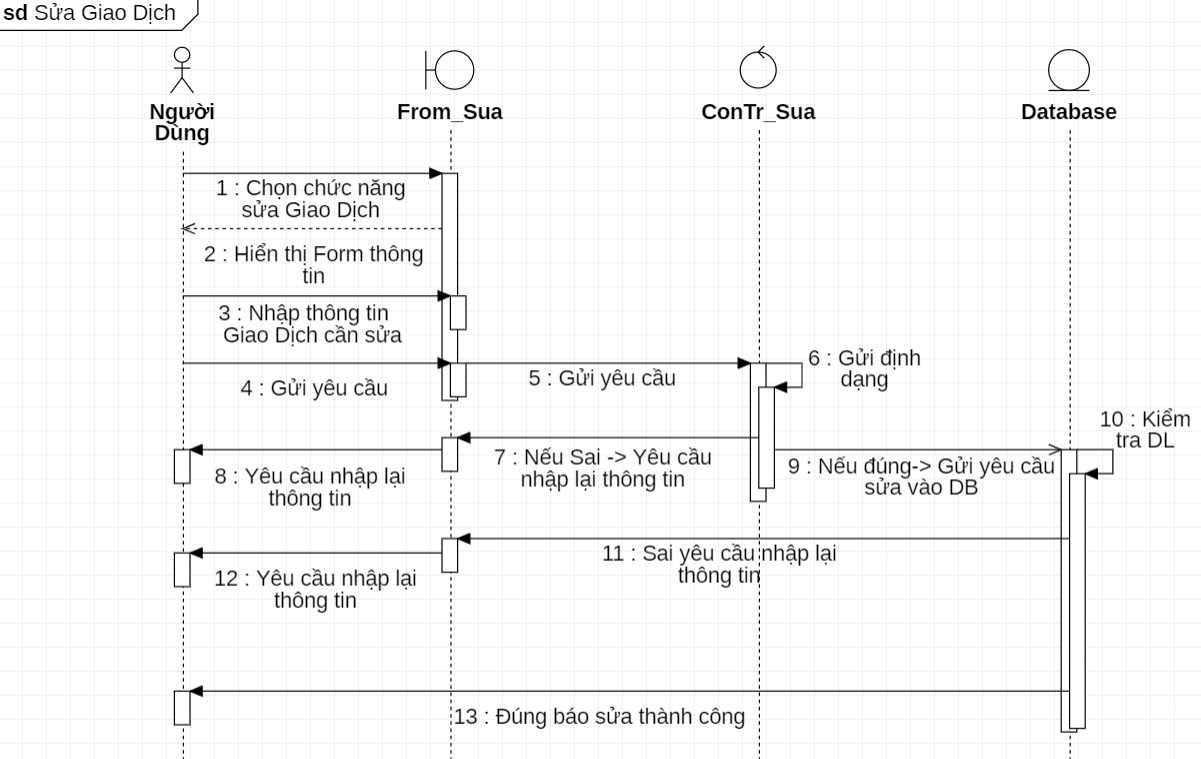 sd Sửa Giao Dịch
Người
Dùng
From_Sua
ConTr_Sua
Database
1 : Chọn chức năng
sửa Giao Dịch
2 : Hiển thị Form thông
tin
3 : Nhập thông tin
Giao Dịch cần sửa
4 : Gửi yêu cầu
5 : Gửi yêu cầu
6 : Gửi định
dạng
10 : Kiểm
tra DL
7 : Nếu Sai -> Yêu cầu
nhập lại thông tin
8 : Yêu cầu nhập lại
thông tin
9 : Nếu đúng-> Gửi yêu cầu
sửa vào DB
11 : Sai yêu cầu nhập lại
thông tin
12 : Yêu cầu nhập lại
thông tin
13 : Đúng báo sửa thành công